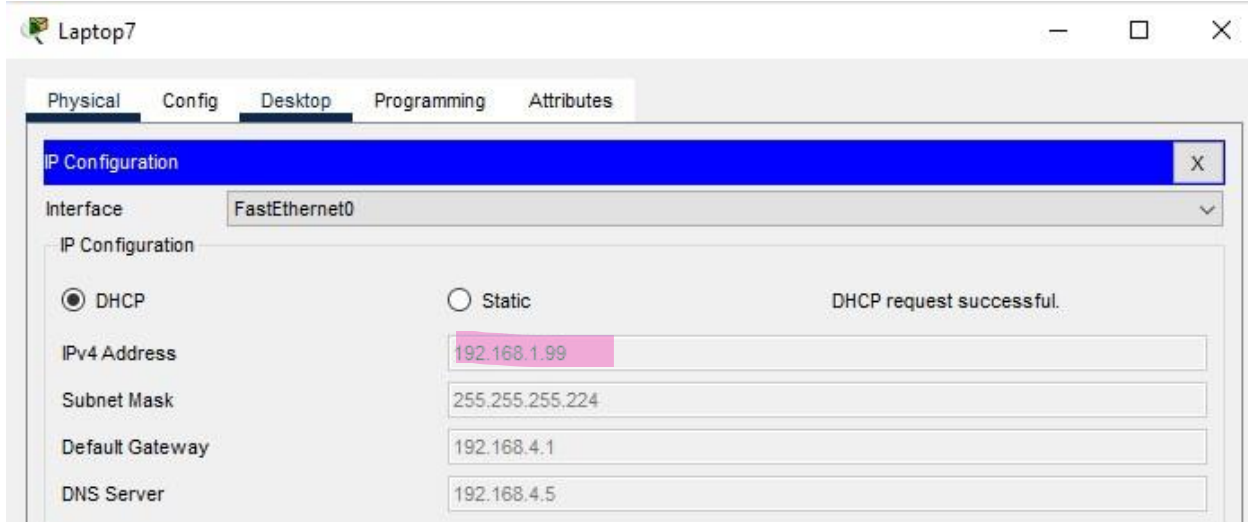 Laptop7
Physical Config Desktop Programming Attributes
IP Configuration X
Interface FastEthernet0
IP Configuration
DHCP Static DHCP request successful.
IPv4 Address 192.168.1.99
Subnet Mask 255.255.255.224
Default Gateway 192.168.4.1
DNS Server 192.168.4.5